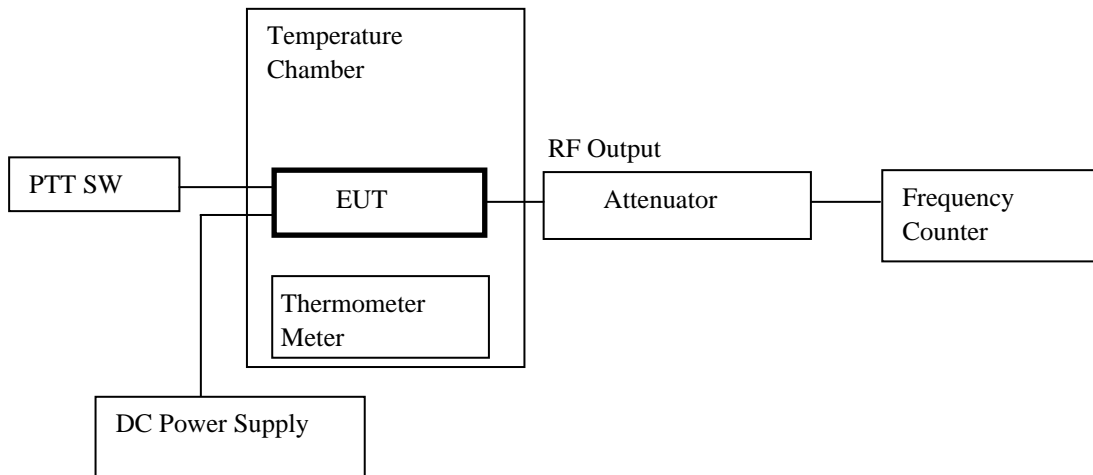 Temperature
Chamber
RF Output
PTT SW
EUT
Attenuator
Frequency
Counter
Thermometer
Meter
DC Power Supply